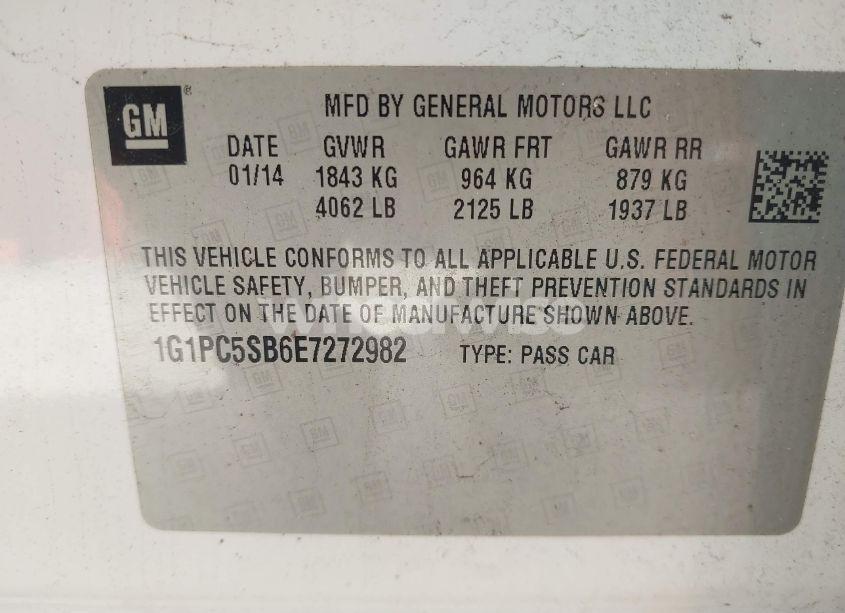 GM®
MFD BY GENERAL MOTORS LLC
DATE GVWR GAWR FRT GAWR RR
01/14 1843 KG 964 KG 879 KG
4062 LB 2125 LB 1937 LB
THIS VEHICLE CONFORMS TO ALL APPLICABLE U.S. FEDERAL MOTOR
VEHICLE SAFETY, BUMPER, AND THEFT PREVENTION STANDARDS IN
EFFECT ON THE DATE OF MANUFACTURE SHOWN ABOVE.
1G1PC5SB6E7272982 TYPE: PASS CAR